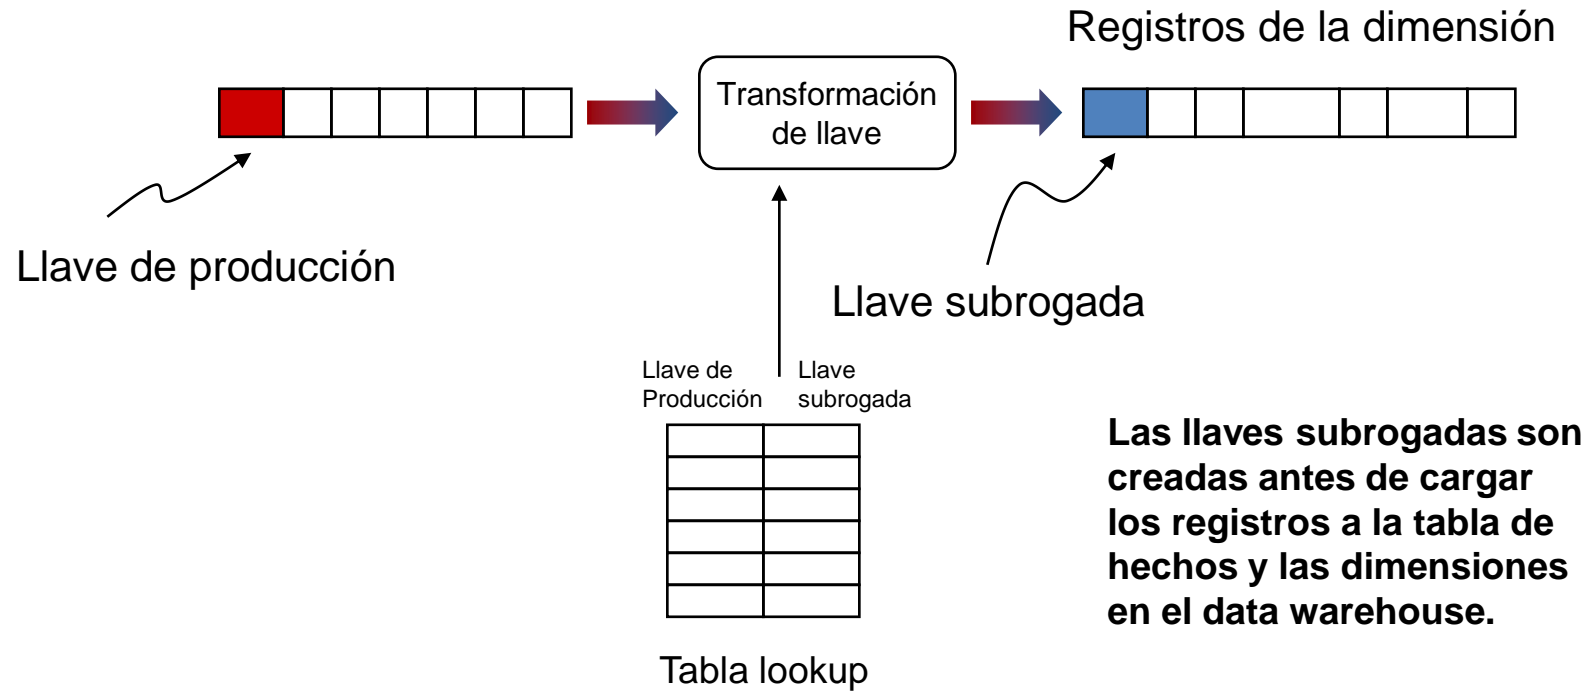 Registros de la dimensión
Transformación
de llave
Llave de producción
Llave subrogada
Llave de
Producción
Llave
subrogada
Las llaves subrogadas son
creadas antes de cargar
los registros a la tabla de
hechos y las dimensiones
en el data warehouse.
Tabla lookup